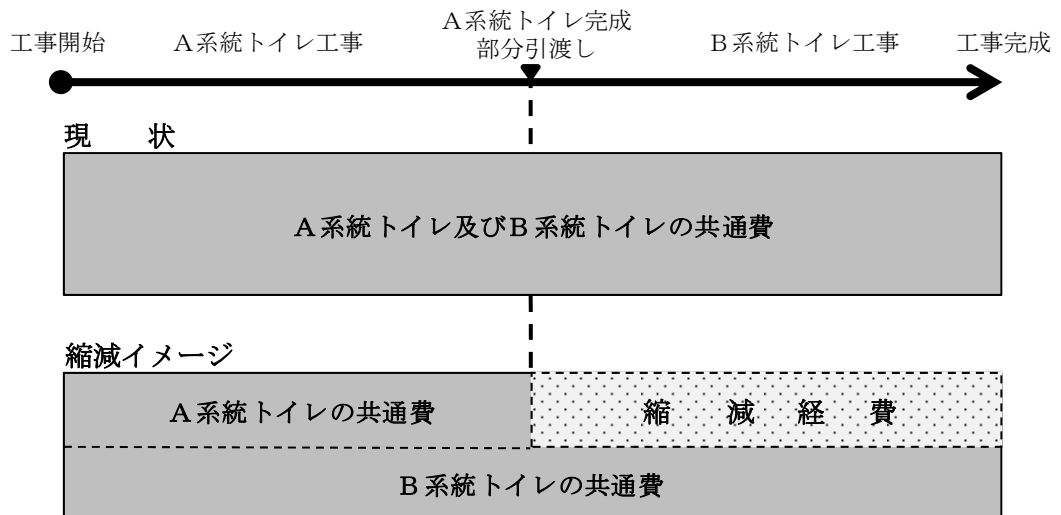 工事開始
A系統トイレ工事
A系統トイレ完成
部分引渡し
B系統トイレ工事
工事完成
現　　状
A系統トイレ及びB系統トイレの共通費
縮減イメージ
A系統トイレの共通費
縮　減　経　費
B系統トイレの共通費